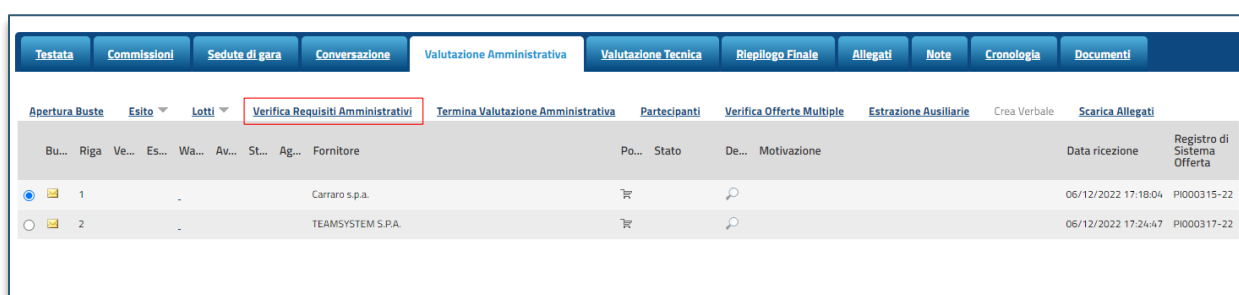 Testata Commissioni Sedute di gara Conversazione Valutazione Amministrativa Valutazione Tecnica Riepilogo Finale Allegati Note Cronologia Documenti
Apertura Buste Esito Lotti Verifica Requisiti Amministrativi Termina Valutazione Amministrativa Partecipanti Verifica Offerte Multiple Estrazione Ausiliarie Crea Verbale Scarica Allegati
Bu... Riga Ve... Es... Wa... Av... St... Ag... Fornitore Po... Stato De... Motivazione Data ricezione Registro di
Sistema
Offerta
1 - Carraro s.p.a. 06/12/2022 17:18:04 PI000315-22
2 - TEAMSYSTEM S.P.A. 06/12/2022 17:24:47 PI000317-22